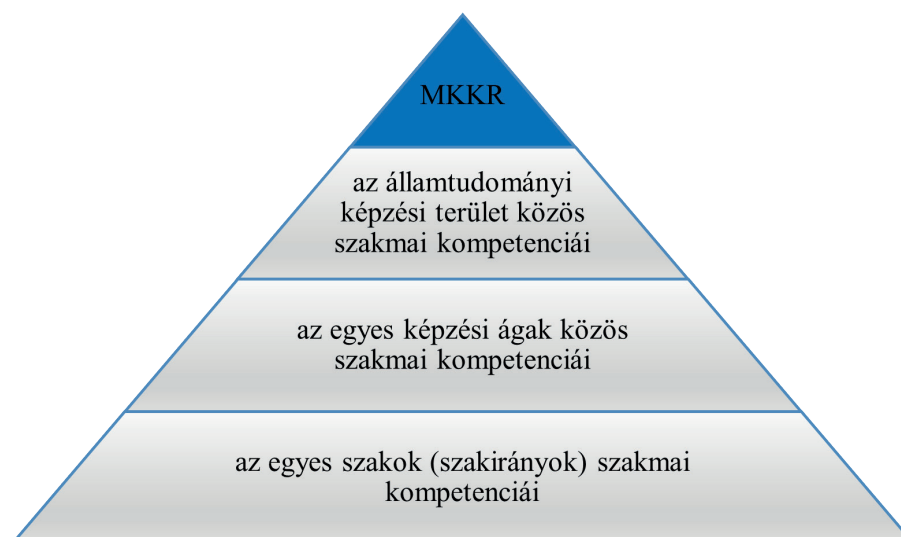 MKKR
az államtudományi
képzési terület közös
szakmai kompetenciái
az egyes képzési ágak közös
szakmai kompetenciái
az egyes szakok (szakirányok) szakmai
kompetenciái